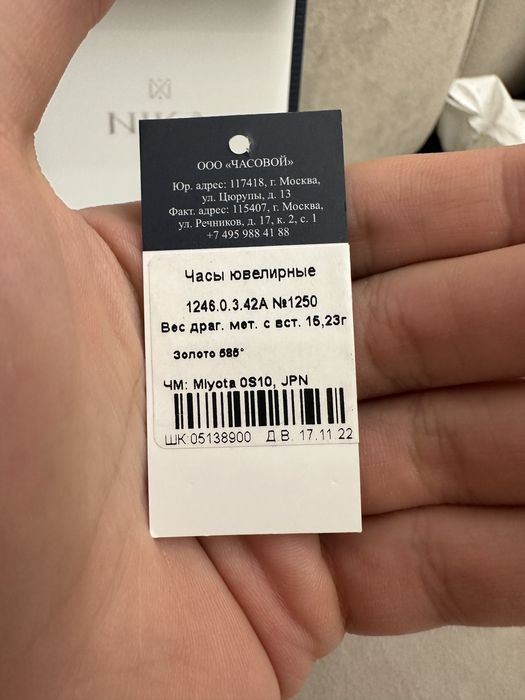 NIKA
ООО «ЧАСОВОЙ»
Юр. адрес: 117418, г. Москва,
ул. Цюрупы, д. 13
Факт. адрес: 115407, г. Москва,
ул. Речников, д. 17, к. 2, с. 1
+7 495 988 41 88
Часы ювелирные
1246.0.3.42A №1250
Вес драг. мет. с вст. 15,23г
Золото 585°
ЧМ: Miyota 0S10, JPN
ШК:05138900 Д.В. 17.11.22